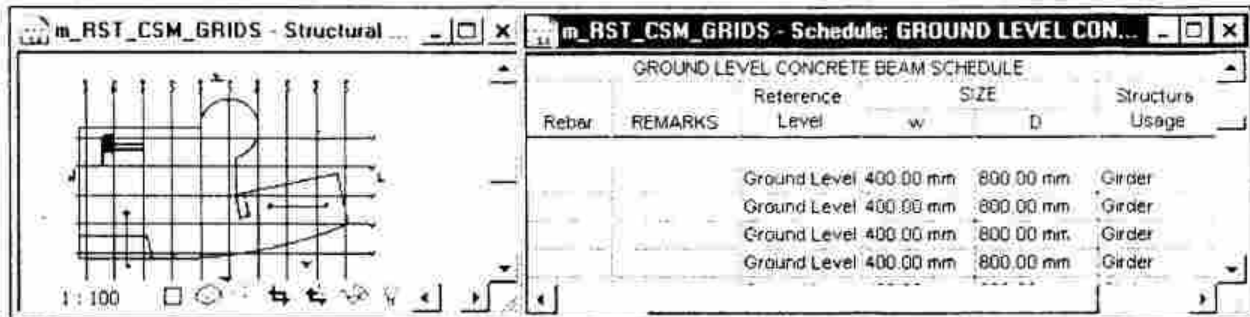 m_RST_CSM_GRIDS - Structural ...
1 : 100
m_RST_CSM_GRIDS - Schedule: GROUND LEVEL CON...
GROUND LEVEL CONCRETE BEAM SCHEDULE
Reference SIZE Structura
Rebar REMARKS Level w D Usage
Ground Level 400.00 mm 800.00 mm Girder
Ground Level 400.00 mm 800.00 mm Girder
Ground Level 400.00 mm 800.00 mm Girder
Ground Level 400.00 mm 800.00 mm Girder